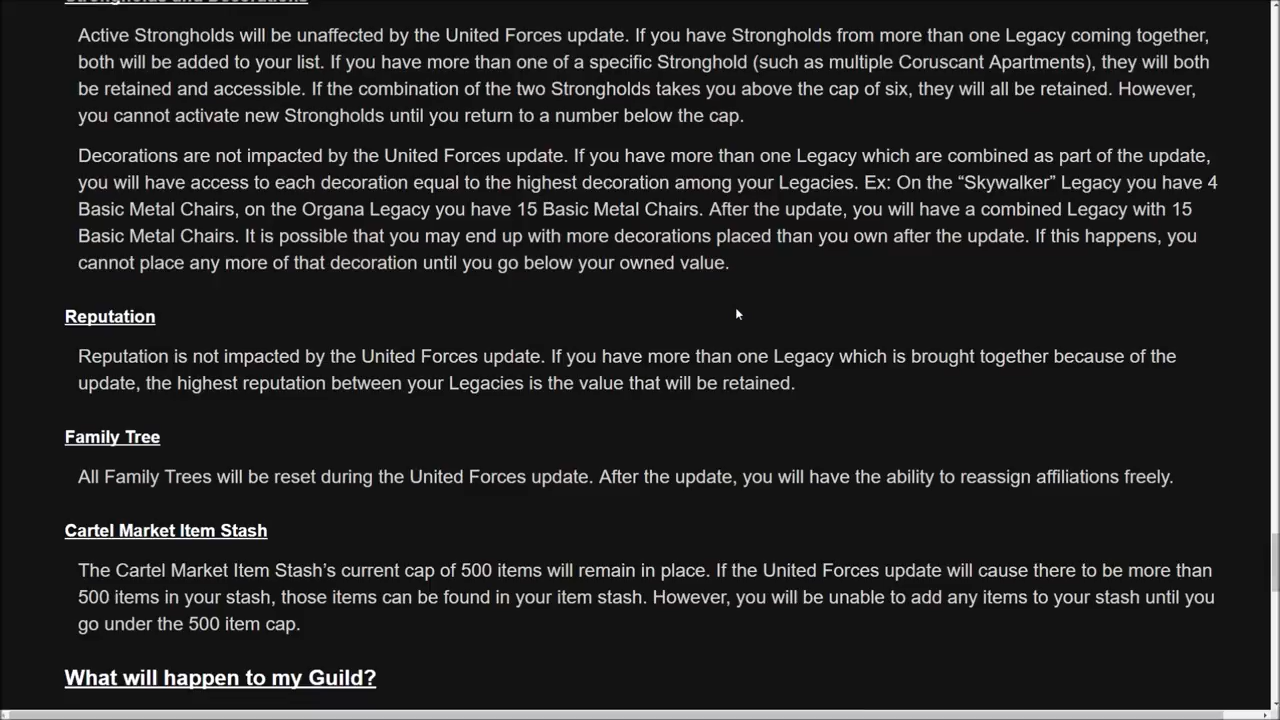 Strongholds and Decorations
Active Strongholds will be unaffected by the United Forces update. If you have Strongholds from more than one Legacy coming together,
both will be added to your list. If you have more than one of a specific Stronghold (such as multiple Coruscant Apartments), they will both
be retained and accessible. If the combination of the two Strongholds takes you above the cap of six, they will all be retained. However,
you cannot activate new Strongholds until you return to a number below the cap.
Decorations are not impacted by the United Forces update. If you have more than one Legacy which are combined as part of the update,
you will have access to each decoration equal to the highest decoration among your Legacies. Ex: On the “Skywalker” Legacy you have 4
Basic Metal Chairs, on the Organa Legacy you have 15 Basic Metal Chairs. After the update, you will have a combined Legacy with 15
Basic Metal Chairs. It is possible that you may end up with more decorations placed than you own after the update. If this happens, you
cannot place any more of that decoration until you go below your owned value.
Reputation
Reputation is not impacted by the United Forces update. If you have more than one Legacy which is brought together because of the
update, the highest reputation between your Legacies is the value that will be retained.
Family Tree
All Family Trees will be reset during the United Forces update. After the update, you will have the ability to reassign affiliations freely.
Cartel Market Item Stash
The Cartel Market Item Stash’s current cap of 500 items will remain in place. If the United Forces update will cause there to be more than
500 items in your stash, those items can be found in your item stash. However, you will be unable to add any items to your stash until you
go under the 500 item cap.
What will happen to my Guild?